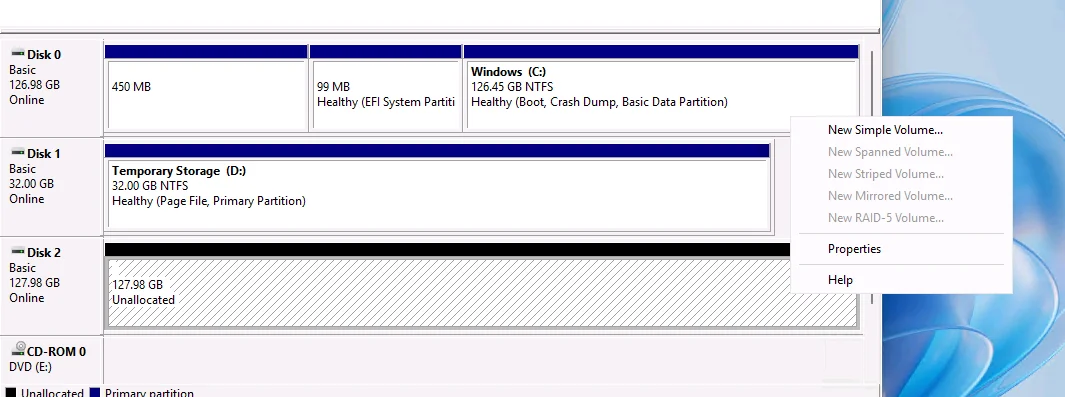 Disk 0
Basic
126.98 GB
Online
450 MB
99 MB
Healthy (EFI System Partiti
Windows (C:)
126.45 GB NTFS
Healthy (Boot, Crash Dump, Basic Data Partition)
Disk 1
Basic
32.00 GB
Online
Temporary Storage (D:)
32.00 GB NTFS
Healthy (Page File, Primary Partition)
New Simple Volume...
New Spanned Volume...
New Striped Volume...
New Mirrored Volume...
New RAID-5 Volume...
Properties
Help
Disk 2
Basic
127.98 GB
Online
127.98 GB
Unallocated
CD-ROM 0
DVD (E:)
Unallocated Primary partition